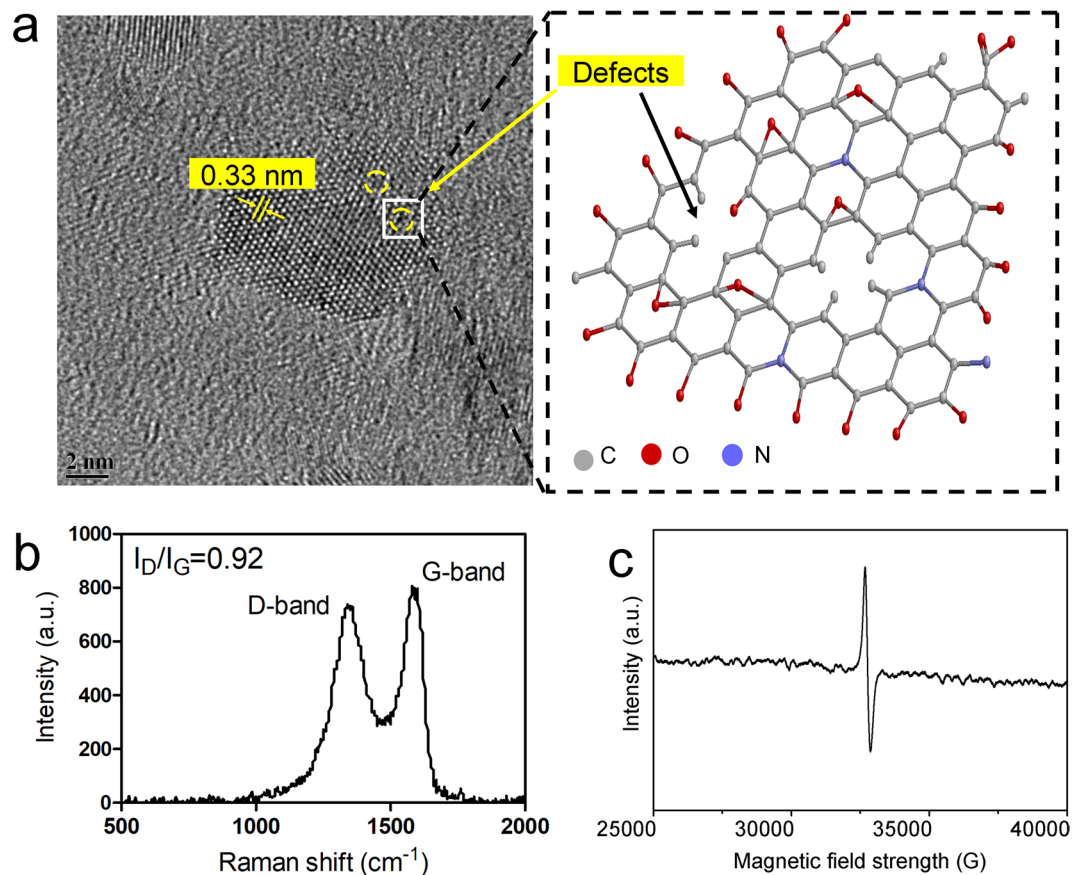 a
Defects
0.33 nm
2 nm
C O N
b
I_D/I_G=0.92
G-band
D-band
1000
800
600
400
200
0
Intensity (a.u.)
500 1000 1500 2000
Raman shift (cm⁻¹)
c
Intensity (a.u.)
25000 30000 35000 40000
Magnetic field strength (G)